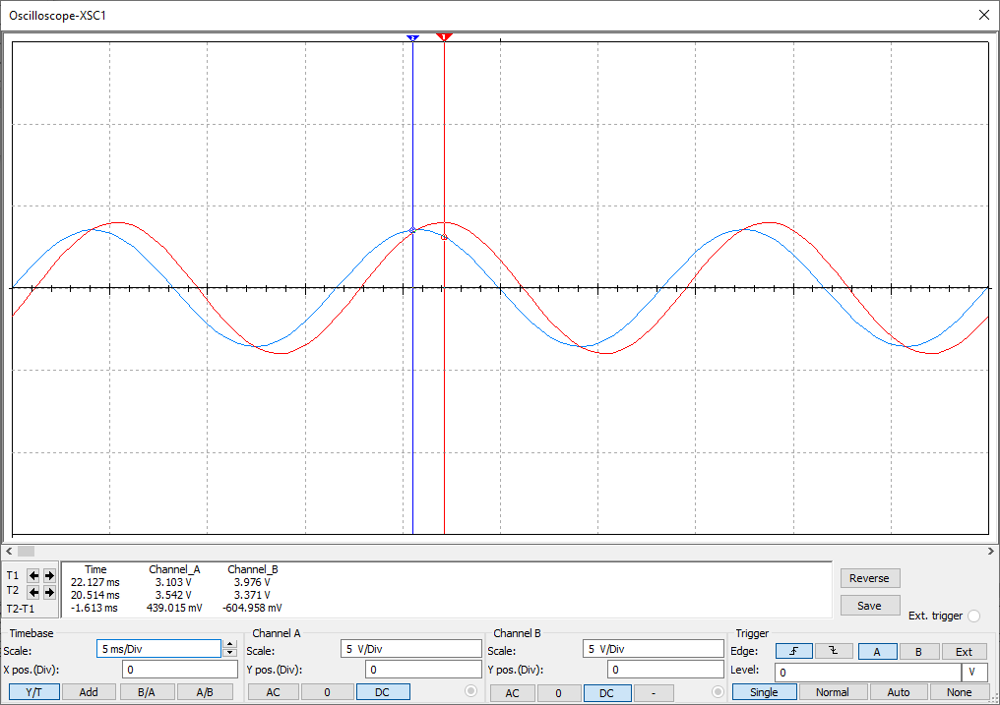 Oscilloscope-XSC1
Time Channel_A Channel_B
T1 22.127 ms 3.103 V 3.976 V
T2 20.514 ms 3.542 V 3.371 V
T2-T1 -1.613 ms 439.015 mV -604.958 mV
Reverse
Save
Ext. trigger
Timebase
Scale: 5 ms/Div
X pos.(Div): 0
Y/T Add B/A A/B
Channel A
Scale: 5 V/Div
Y pos.(Div): 0
AC 0 DC
Channel B
Scale: 5 V/Div
Y pos.(Div): 0
AC 0 DC -
Trigger
Edge: A B Ext
Level: 0 V
Single Normal Auto None